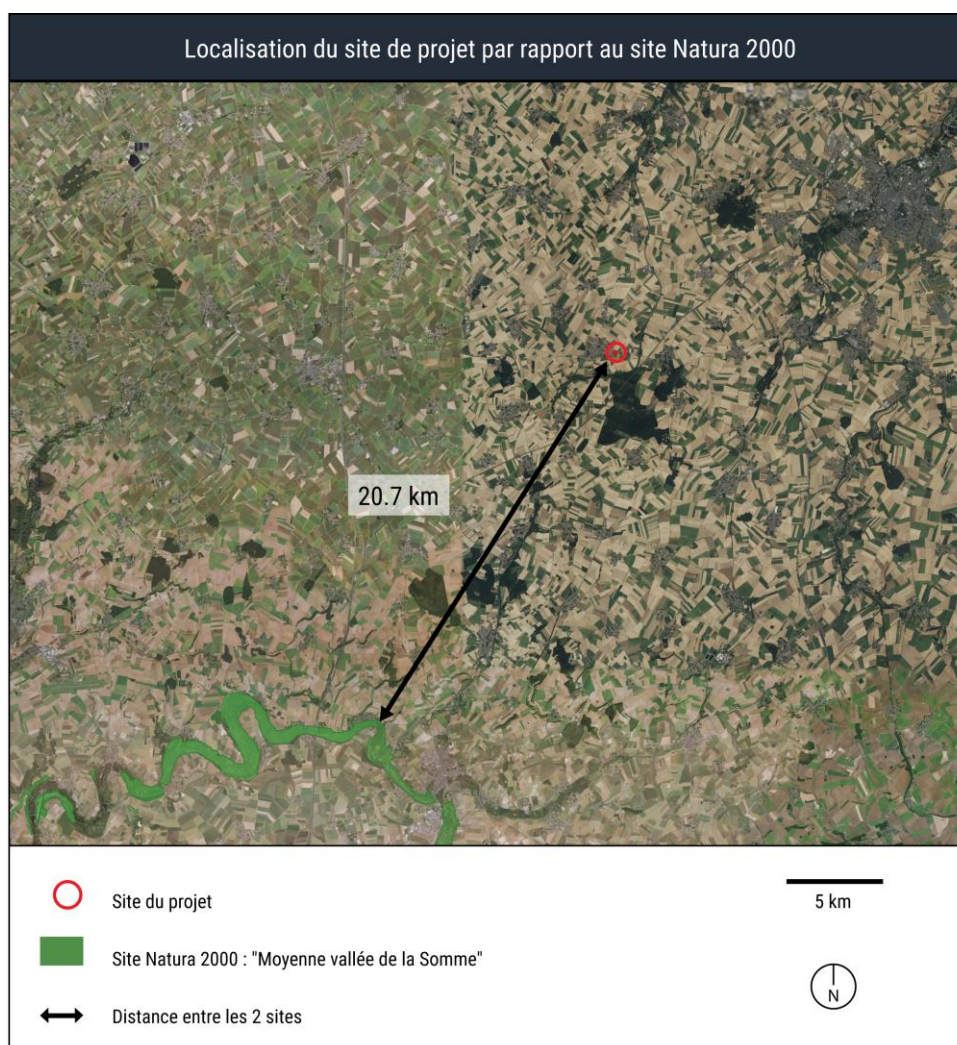 Localisation du site de projet par rapport au site Natura 2000
20.7 km
Site du projet
5 km
Site Natura 2000 : "Moyenne vallée de la Somme"
N
Distance entre les 2 sites